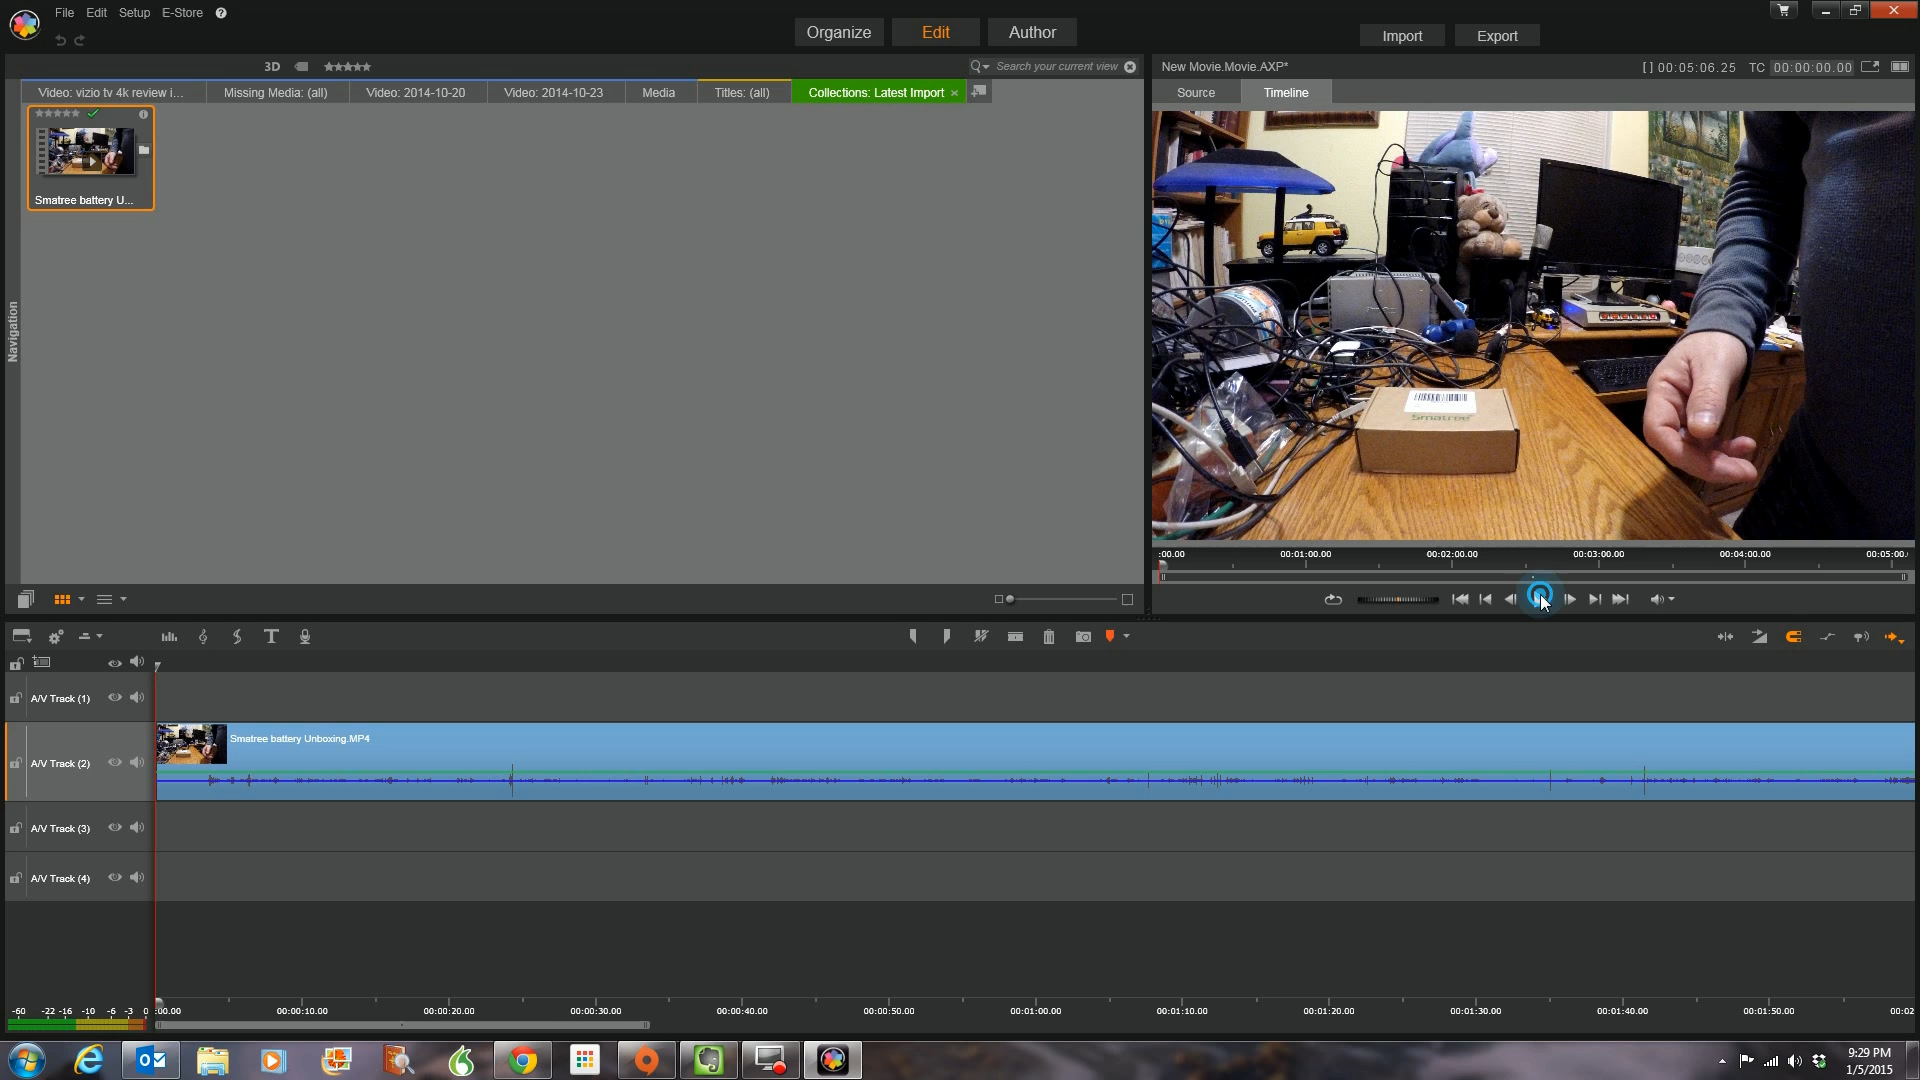 File Edit Setup E-Store ?
Organize Edit Author
Import Export
3D
Search your current view
New Movie.Movie.AXP*
[ ] 00:05:06.25 TC 00:00:00.00
Video: vizio tv 4k review i... Missing Media: (all) Video: 2014-10-20 Video: 2014-10-23 Media Titles: (all) Collections: Latest Import
Source Timeline
Smatree battery U...
Navigation
Smatree
:00.00 00:01:00.00 00:02:00.00 00:03:00.00 00:04:00.00 00:05:00.
A/V Track (1)
Smatree battery Unboxing.MP4
A/V Track (2)
A/V Track (3)
A/V Track (4)
-60 -22 -16 -10 -6 -3 0
:00.00 00:00:10.00 00:00:20.00 00:00:30.00 00:00:40.00 00:00:50.00 00:01:00.00 00:01:10.00 00:01:20.00 00:01:30.00 00:01:40.00 00:01:50.00 00:02
9:29 PM
1/5/2015